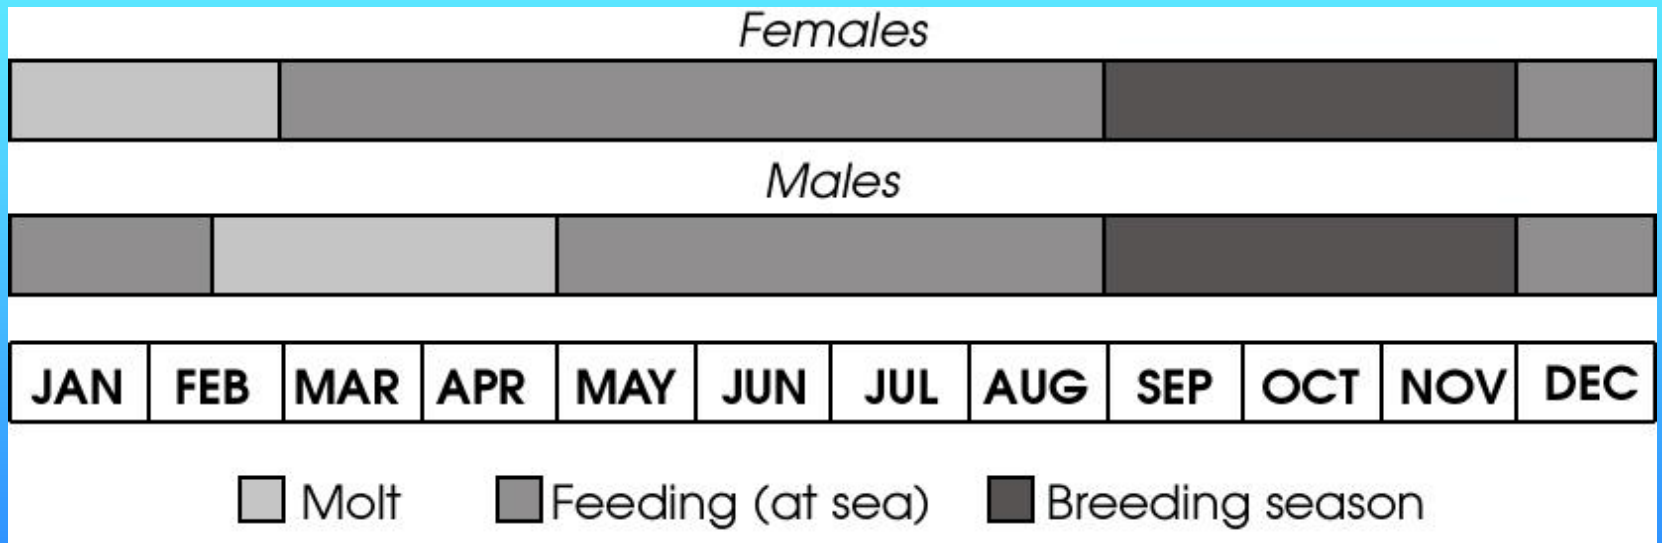 Females
Males
JAN FEB MAR APR MAY JUN JUL AUG SEP OCT NOV DEC
Molt Feeding (at sea) Breeding season